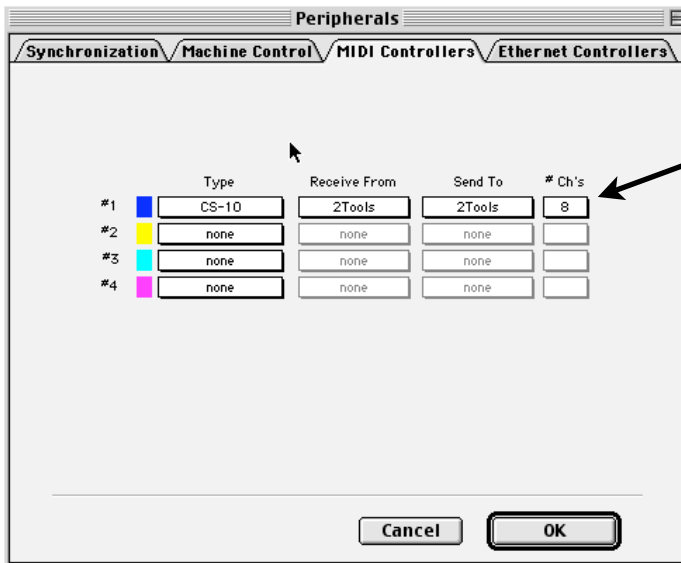 Peripherals
Synchronization Machine Control MIDI Controllers Ethernet Controllers
Type Receive From Send To # Ch's
#1 CS-10 2Tools 2Tools 8
#2 none none none
#3 none none none
#4 none none none
Cancel OK